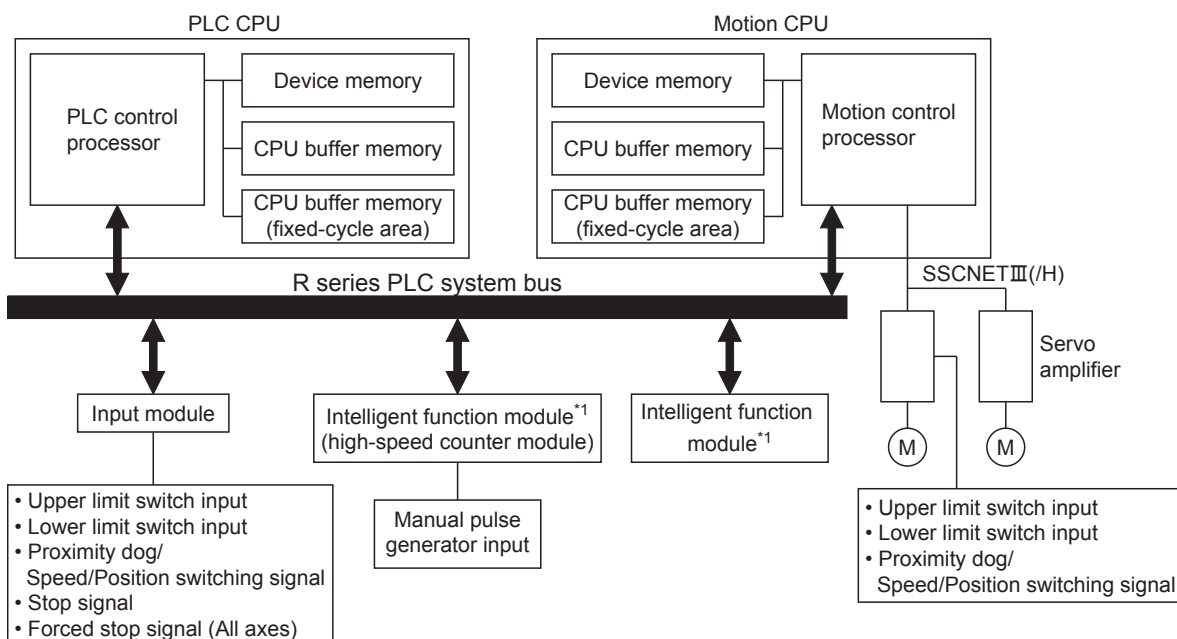 PLC CPU
PLC control
processor
Device memory
CPU buffer memory
CPU buffer memory
(fixed-cycle area)
Motion CPU
Device memory
CPU buffer memory
CPU buffer memory
(fixed-cycle area)
Motion control
processor
R series PLC system bus
SSCNETⅢ(/H)
Servo
amplifier
M
M
Input module
Intelligent function module*1
(high-speed counter module)
Intelligent function
module*1
• Upper limit switch input
• Lower limit switch input
• Proximity dog/
Speed/Position switching signal
• Stop signal
• Forced stop signal (All axes)
Manual pulse
generator input
• Upper limit switch input
• Lower limit switch input
• Proximity dog/
Speed/Position switching signal